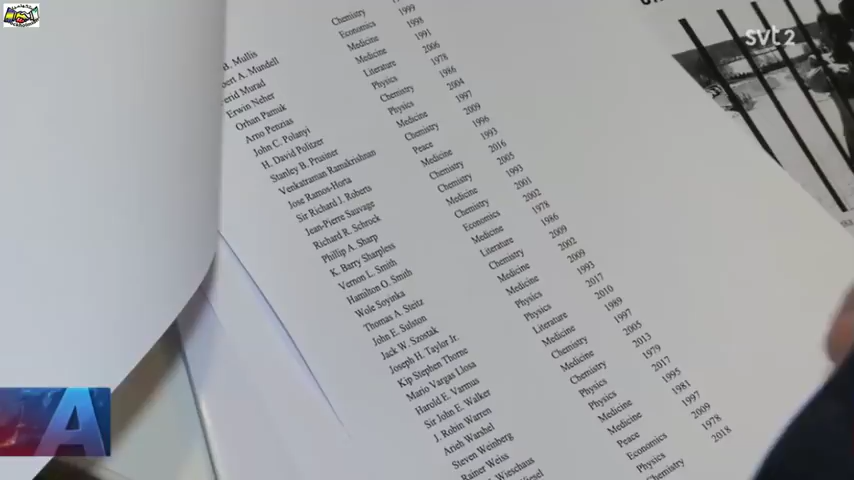 svt2
B. Mullis Chemistry
A. Mundell Economics 1999
Murad Medicine 1998
Erwin Neher Medicine 1991
Orhan Pamuk Literature 2006
Arno Penzias Physics 1978
John C. Polanyi Chemistry 1986
H. David Politzer Physics 2004
Stanley B. Prusiner Medicine 1997
Venkatraman Ramakrishnan Chemistry 2009
Jose Ramos-Horta Peace 1996
Sir Richard J. Roberts Medicine 1993
Jean-Pierre Sauvage Chemistry 2016
Richard R. Schrock Chemistry 2005
Phillip A. Sharp Medicine 1993
K. Barry Sharpless Chemistry 2001
Vernon L. Smith Economics 2002
Hamilton O. Smith Medicine 1978
Wole Soyinka Literature 1986
Thomas A. Steitz Chemistry 2009
John E. Sulston Medicine 2002
Jack W. Szostak Medicine 2009
Joseph H. Taylor Jr. Physics 1993
Kip Stephen Thorne Physics 2017
Mario Vargas Llosa Literature 2010
Harold E. Varmus Medicine 1989
Sir John E. Walker Chemistry 1997
J. Robin Warren Medicine 2005
Arieh Warshel Chemistry 2013
Steven Weinberg Physics 1979
Rainer Weiss Physics 2017
Wieschaus Medicine 1995
Medicine 1981
Peace 1997
Economics 2009
Physics 1978
Chemistry 2018
A